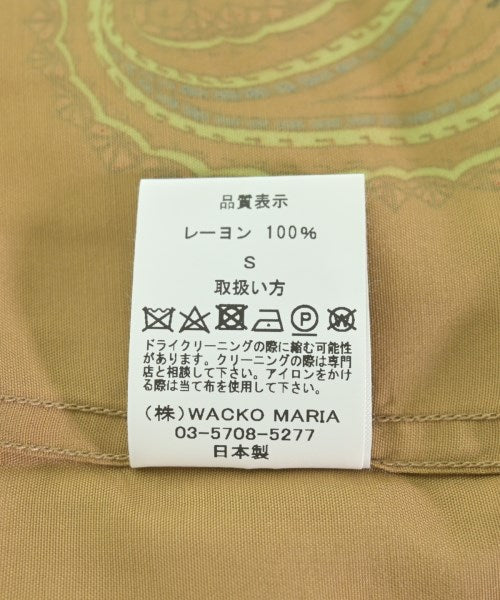 品質表示
レーヨン 100%
S
取扱い方
P W
ドライクリーニングの際に縮む可能性
があります。クリーニングの際は専門
店と相談して下さい。アイロンをかけ
る際は当て布を使用して下さい。
(株)WACKO MARIA
03-5708-5277
日本製